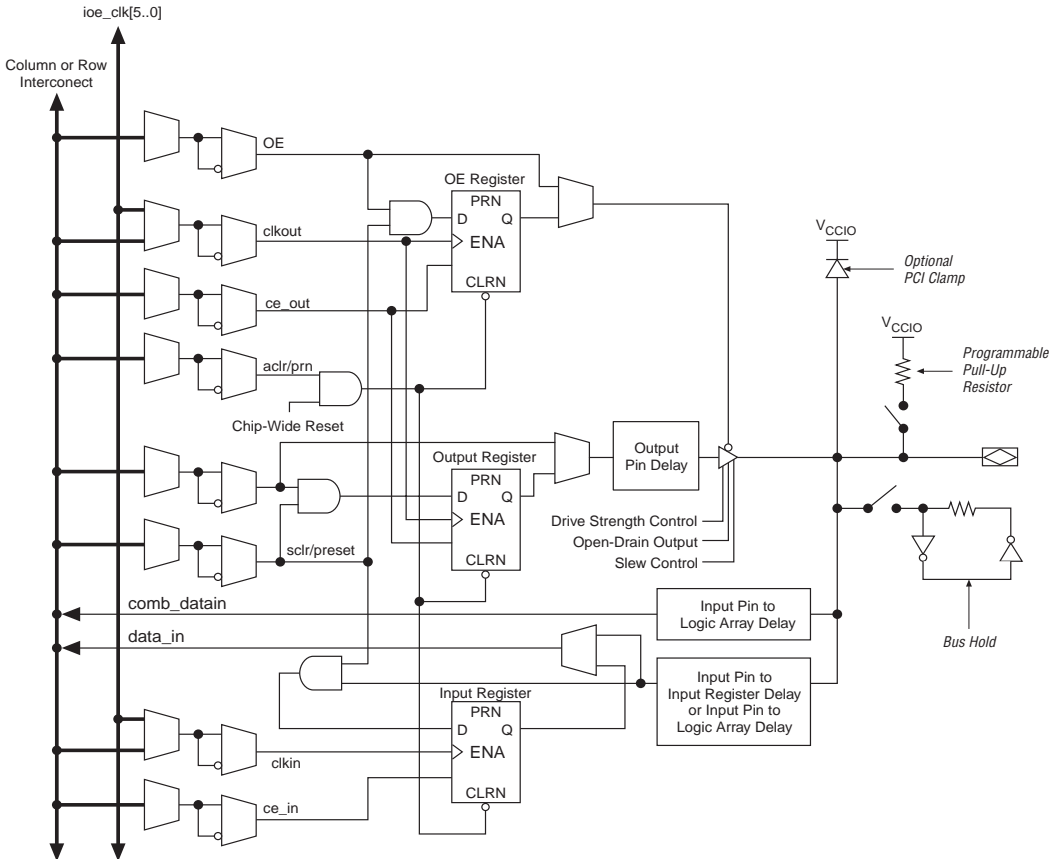 ioe_clk[5..0]
Column or Row
Interconect
OE
OE Register
PRN
D Q
clkout
ENA
CLRN
ce_out
aclr/prn
Chip-Wide Reset
VCCIO
Optional
PCI Clamp
VCCIO
Programmable
Pull-Up
Resistor
Output
Pin Delay
Output Register
PRN
D Q
ENA
CLRN
Drive Strength Control
Open-Drain Output
Slew Control
sclr/preset
comb_datain
Input Pin to
Logic Array Delay
Bus Hold
data_in
Input Pin to
Input Register Delay
or Input Pin to
Logic Array Delay
Input Register
PRN
D Q
ENA
CLRN
clkin
ce_in